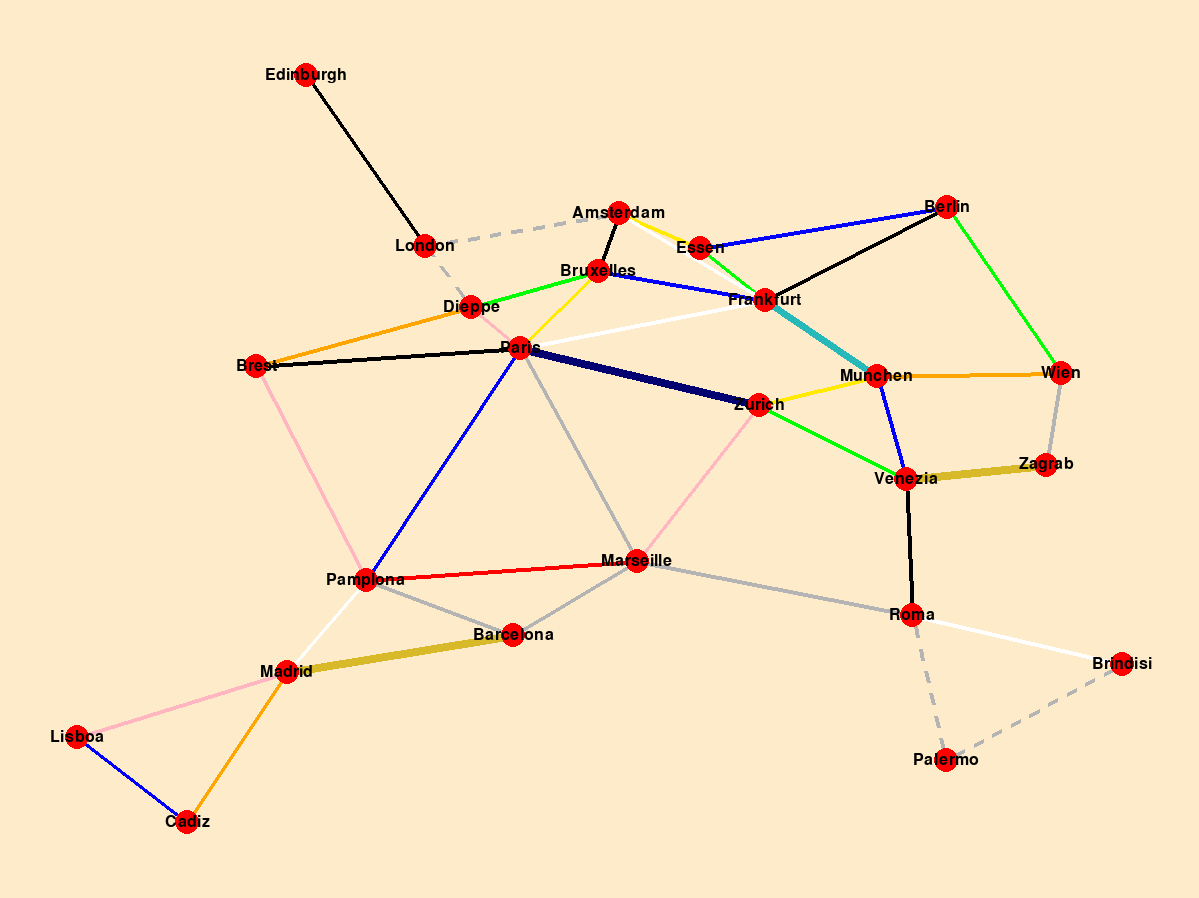 Edinburgh
Amsterdam
Berlin
London
Essen
Bruxelles
Frankfurt
Dieppe
Paris
Brest
Munchen
Wien
Zurich
Zagrab
Venezia
Marseille
Pamplona
Roma
Barcelona
Brindisi
Madrid
Lisboa
Palermo
Cadiz